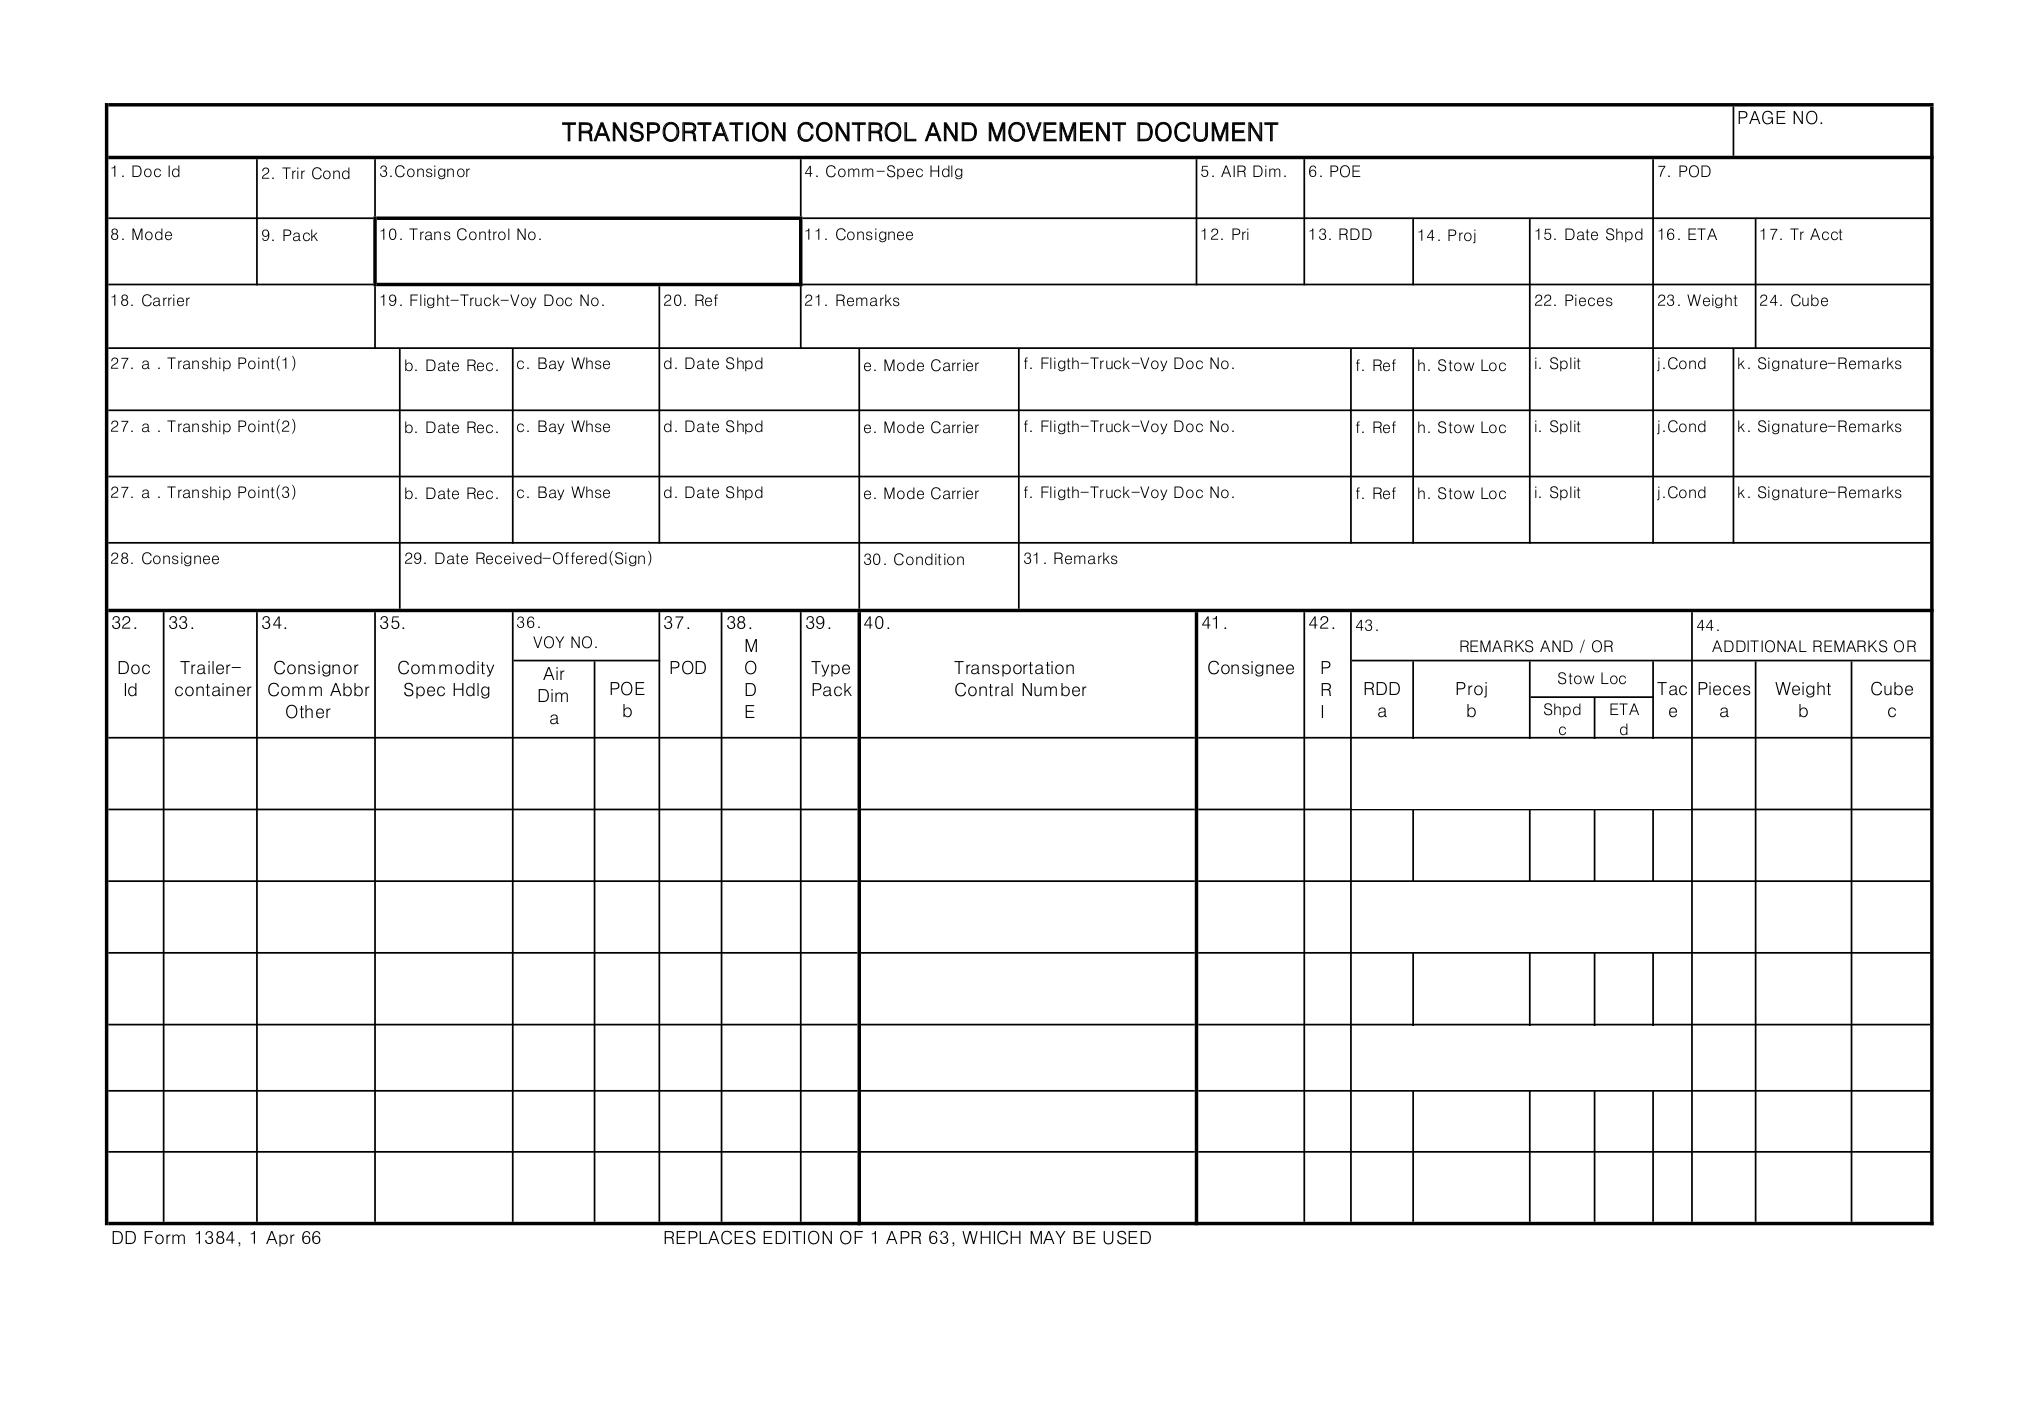 TRANSPORTATION CONTROL AND MOVEMENT DOCUMENT
PAGE NO.
1. Doc Id
2. Trir Cond
3.Consignor
4. Comm-Spec Hdlg
5. AIR Dim.
6. POE
7. POD
8. Mode
9. Pack
10. Trans Control No.
11. Consignee
12. Pri
13. RDD
14. Proj
15. Date Shpd
16. ETA
17. Tr Acct
18. Carrier
19. Flight-Truck-Voy Doc No.
20. Ref
21. Remarks
22. Pieces
23. Weight
24. Cube
27. a . Tranship Point(1)
b. Date Rec.
c. Bay Whse
d. Date Shpd
e. Mode Carrier
f. Fligth-Truck-Voy Doc No.
f. Ref
h. Stow Loc
i. Split
j.Cond
k. Signature-Remarks
27. a . Tranship Point(2)
b. Date Rec.
c. Bay Whse
d. Date Shpd
e. Mode Carrier
f. Fligth-Truck-Voy Doc No.
f. Ref
h. Stow Loc
i. Split
j.Cond
k. Signature-Remarks
27. a . Tranship Point(3)
b. Date Rec.
c. Bay Whse
d. Date Shpd
e. Mode Carrier
f. Fligth-Truck-Voy Doc No.
f. Ref
h. Stow Loc
i. Split
j.Cond
k. Signature-Remarks
28. Consignee
29. Date Received-Offered(Sign)
30. Condition
31. Remarks
32.
Doc
Id
33.
Trailer-
container
34.
Consignor
Comm Abbr
Other
35.
Commodity
Spec Hdlg
36.
VOY NO.
Air
Dim
a
POE
b
37.
POD
38.
M
O
D
E
39.
Type
Pack
40.
Transportation
Contral Number
41.
Consignee
42.
P
R
I
43.
REMARKS AND / OR
RDD
a
Proj
b
Stow Loc
Shpd
c
ETA
d
Tac
e
44.
ADDITIONAL REMARKS OR
Pieces
a
Weight
b
Cube
c
DD Form 1384, 1 Apr 66
REPLACES EDITION OF 1 APR 63, WHICH MAY BE USED